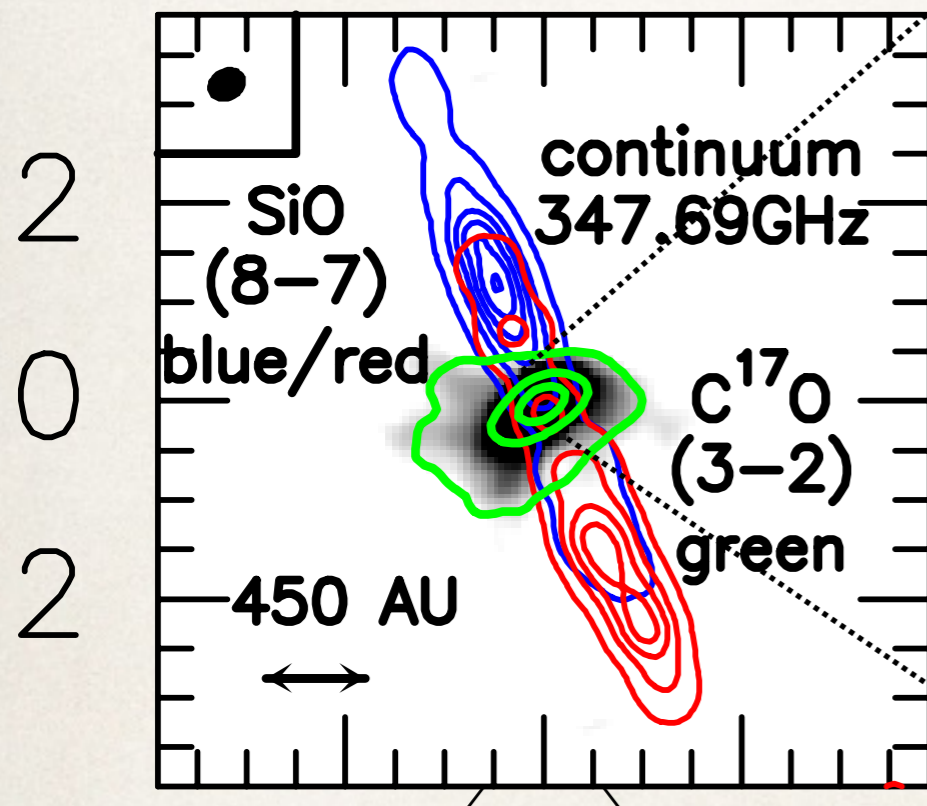 continuum
347.69GHz
SiO
(8−7)
blue/red
C¹⁷O
(3−2)
green
450 AU
2
0
2